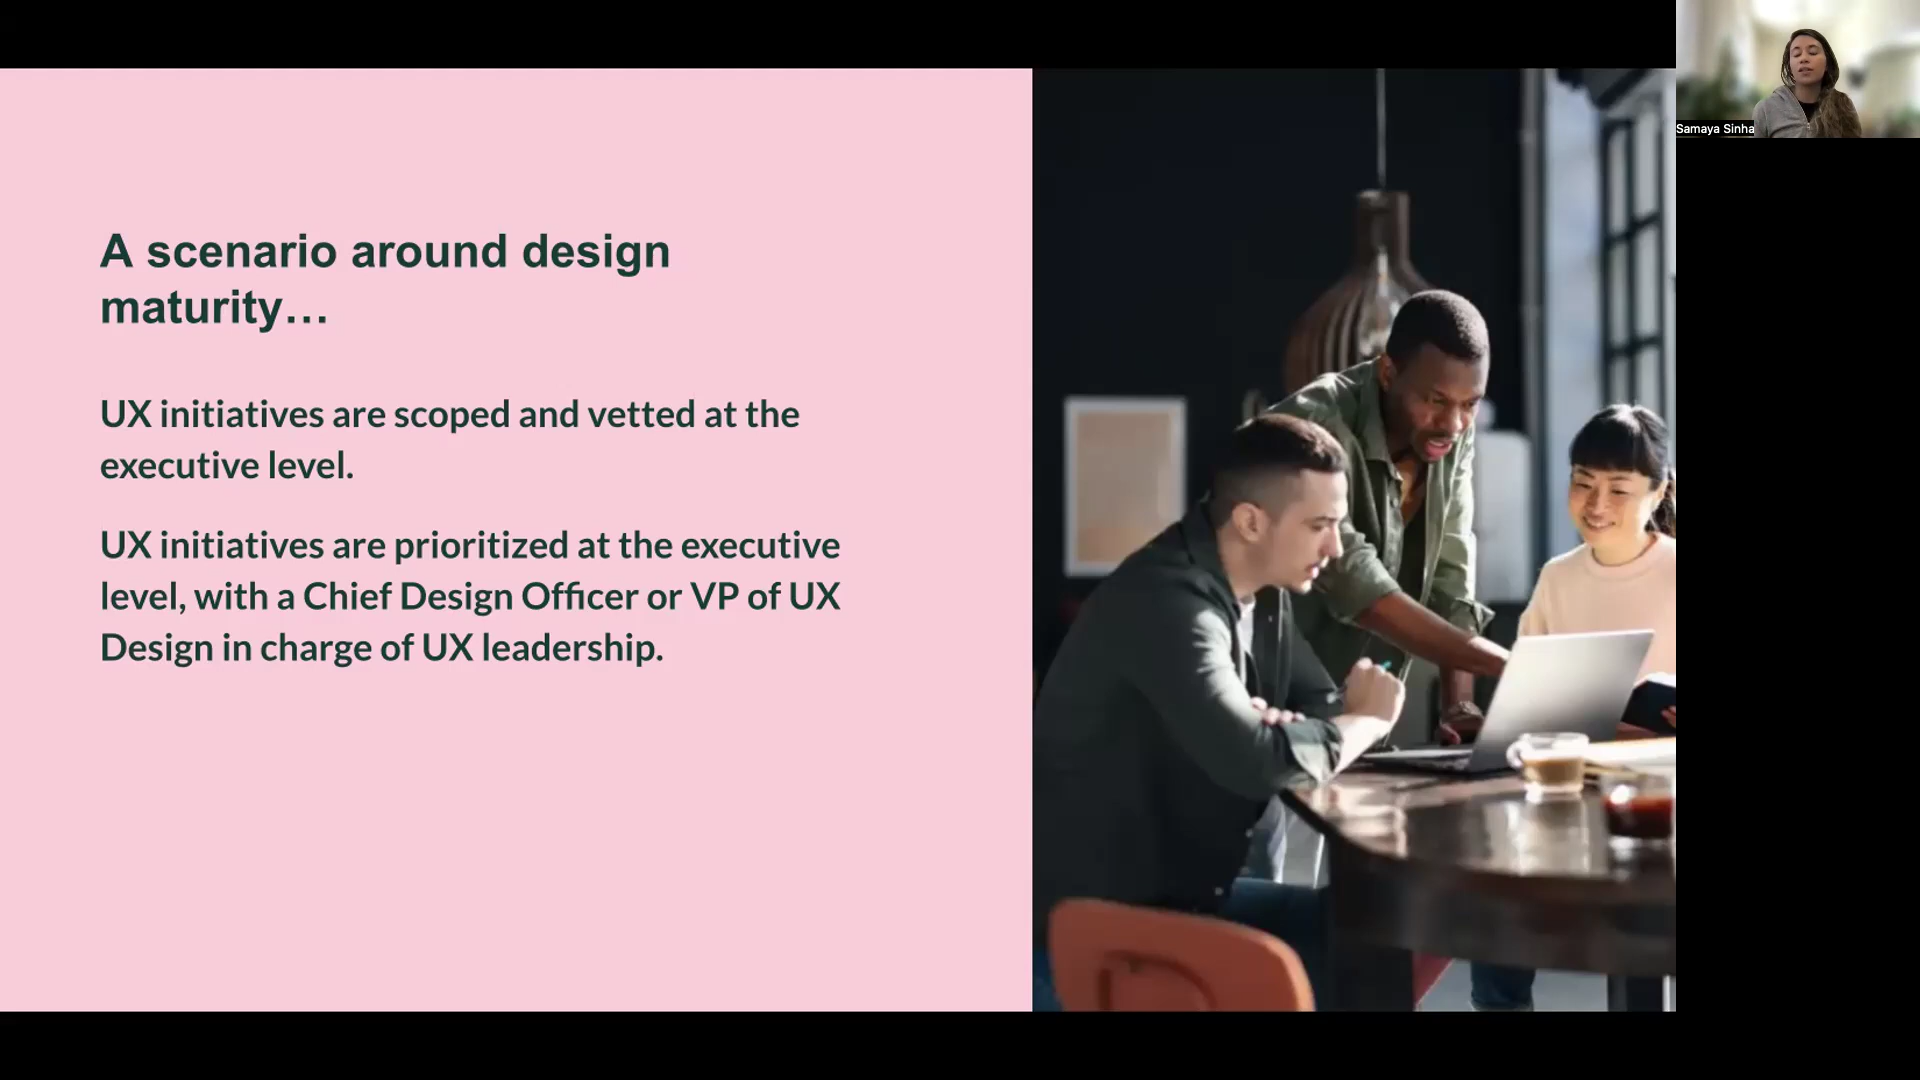 A scenario around design
maturity…
UX initiatives are scoped and vetted at the
executive level.
UX initiatives are prioritized at the executive
level, with a Chief Design Officer or VP of UX
Design in charge of UX leadership.
Samaya Sinha